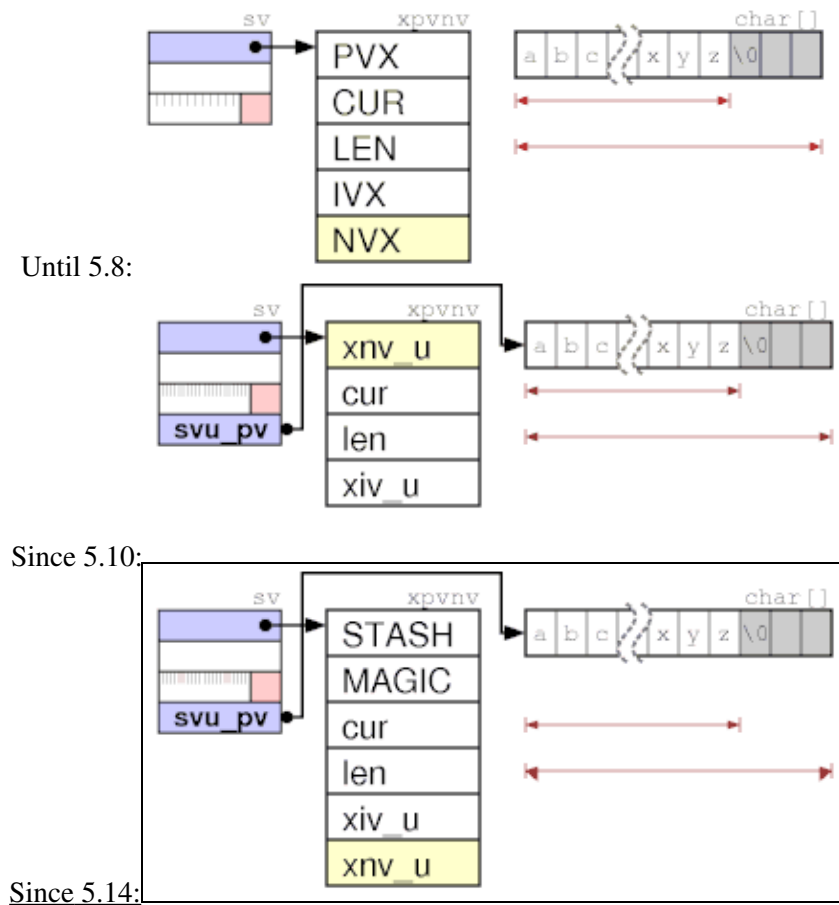 sv xpvnv char[]
PVX a b c x y z \0
CUR
LEN
IVX
NVX
Until 5.8:
sv xpvnv char[]
xnv_u a b c x y z \0
cur
svu_pv len
xiv_u
Since 5.10:
sv xpvnv char[]
STASH a b c x y z \0
MAGIC
svu_pv cur
len
xiv_u
xnv_u
Since 5.14: